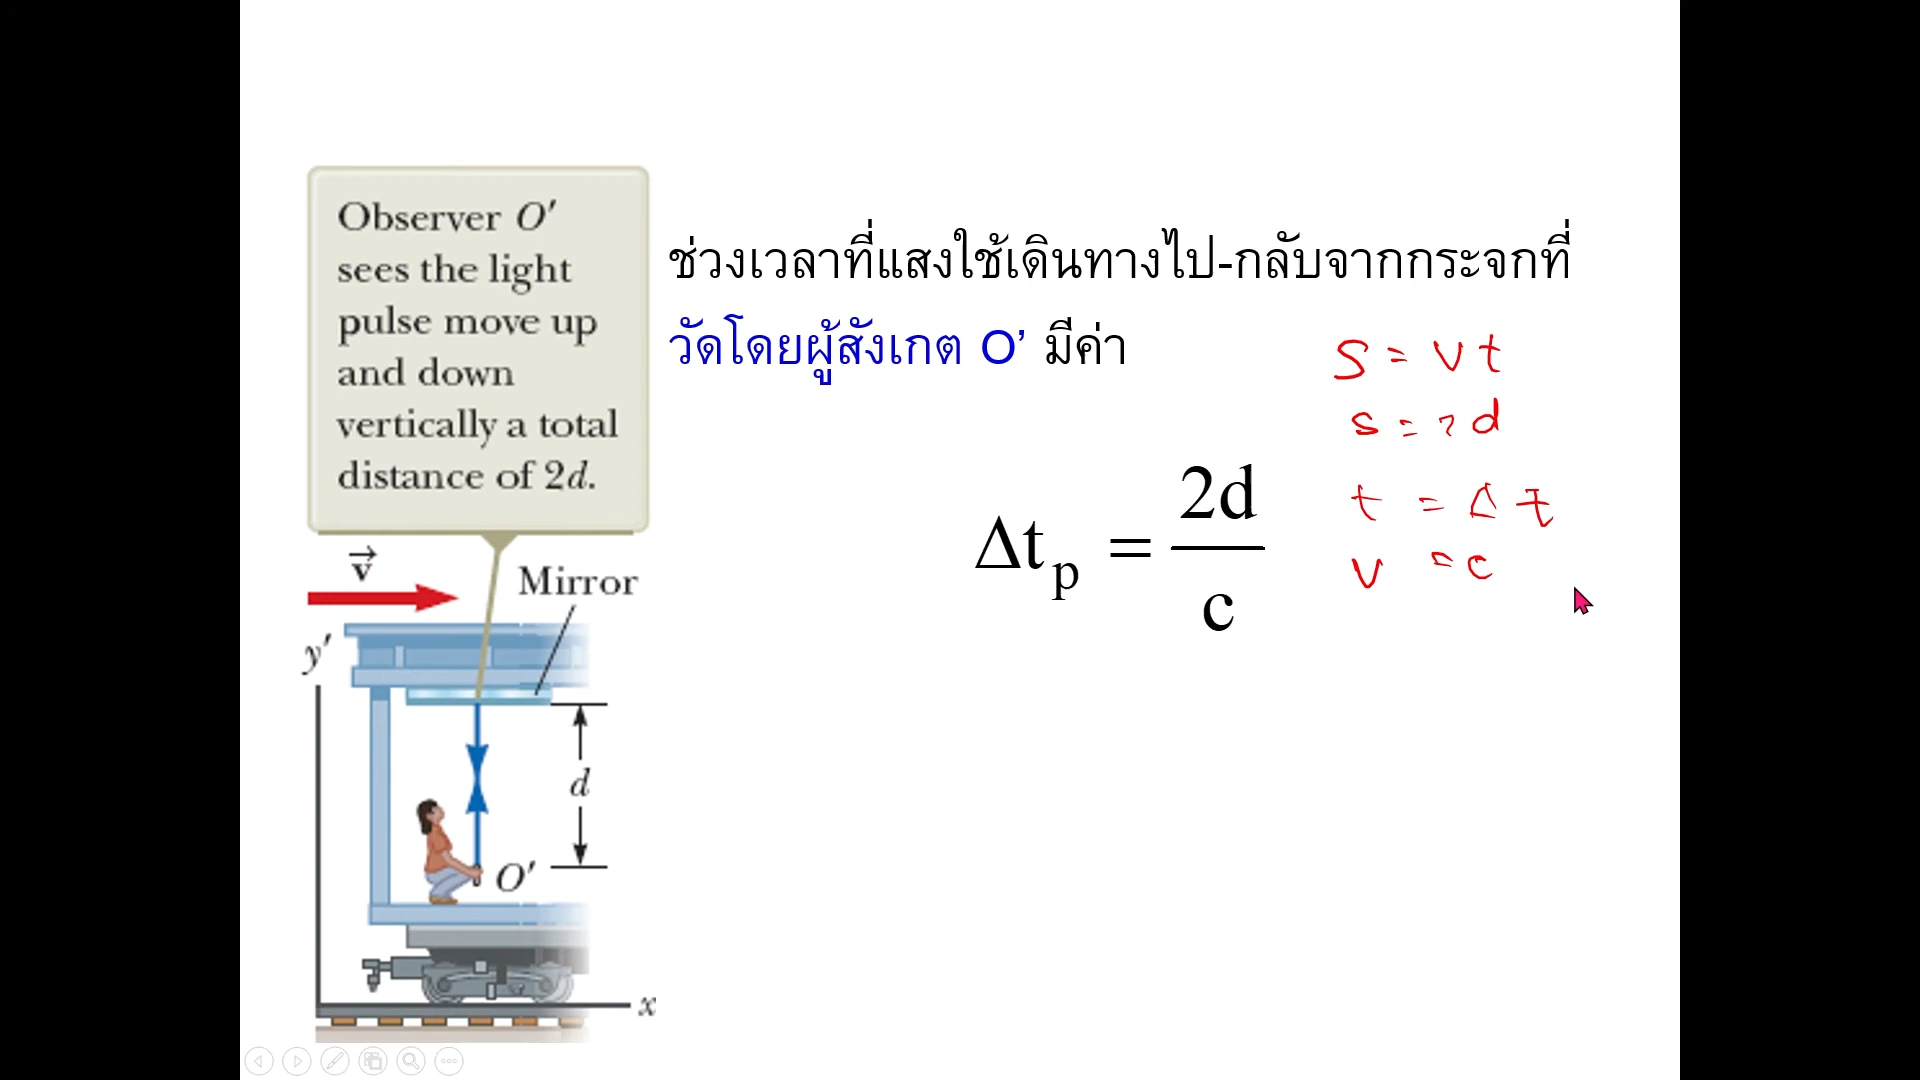 Observer O′
sees the light
pulse move up
and down
vertically a total
distance of 2d.
v⃗
Mirror
y′
d
O′
x
ช่วงเวลาที่แสงใช้เดินทางไป-กลับจากกระจกที่
วัดโดยผู้สังเกต O’ มีค่า
Δtp = 2d/c
S = vt
s = 2d
t = Δt
v = c